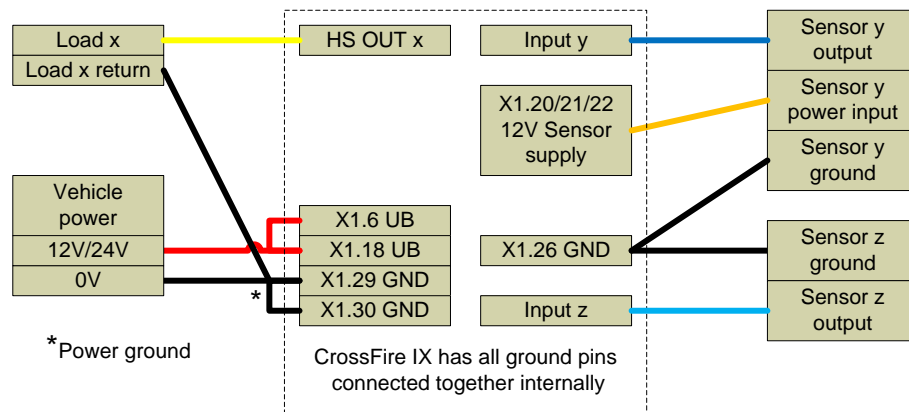 Load x
Load x return
HS OUT x
Input y
Sensor y
output
X1.20/21/22
12V Sensor
supply
Sensor y
power input
Sensor y
ground
Vehicle
power
12V/24V
0V
X1.6 UB
X1.18 UB
X1.29 GND
X1.30 GND
*
X1.26 GND
Input z
Sensor z
ground
Sensor z
output
*Power ground
CrossFire IX has all ground pins
connected together internally